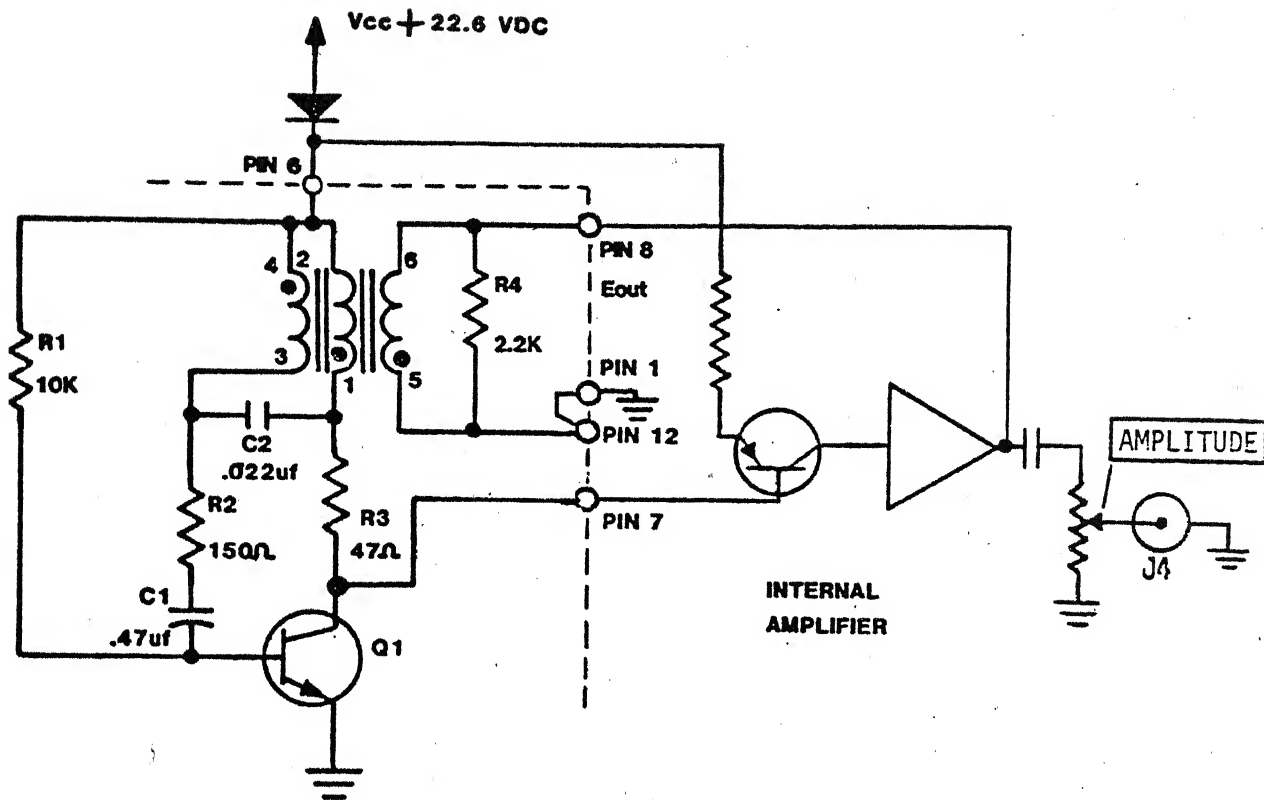 Vcc + 22.6 VDC
PIN 6
4 2
6
PIN 8
R4
Eout
2.2K
R1
10K
3
1
5
PIN 1
C2
.022uf
PIN 12
AMPLITUDE
R2
150Ω
R3
47Ω
PIN 7
J4
C1
.47uf
Q1
INTERNAL
AMPLIFIER